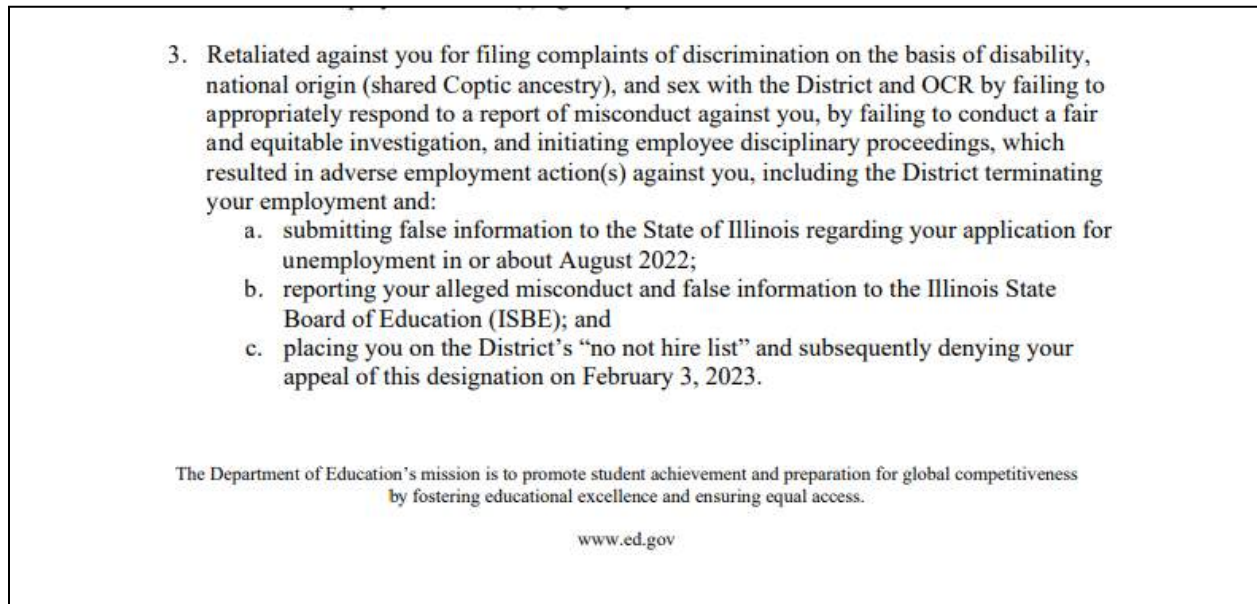 3. Retaliated against you for filing complaints of discrimination on the basis of disability,
national origin (shared Coptic ancestry), and sex with the District and OCR by failing to
appropriately respond to a report of misconduct against you, by failing to conduct a fair
and equitable investigation, and initiating employee disciplinary proceedings, which
resulted in adverse employment action(s) against you, including the District terminating
your employment and:
a. submitting false information to the State of Illinois regarding your application for
unemployment in or about August 2022;
b. reporting your alleged misconduct and false information to the Illinois State
Board of Education (ISBE); and
c. placing you on the District’s “no not hire list” and subsequently denying your
appeal of this designation on February 3, 2023.
The Department of Education’s mission is to promote student achievement and preparation for global competitiveness
by fostering educational excellence and ensuring equal access.
www.ed.gov